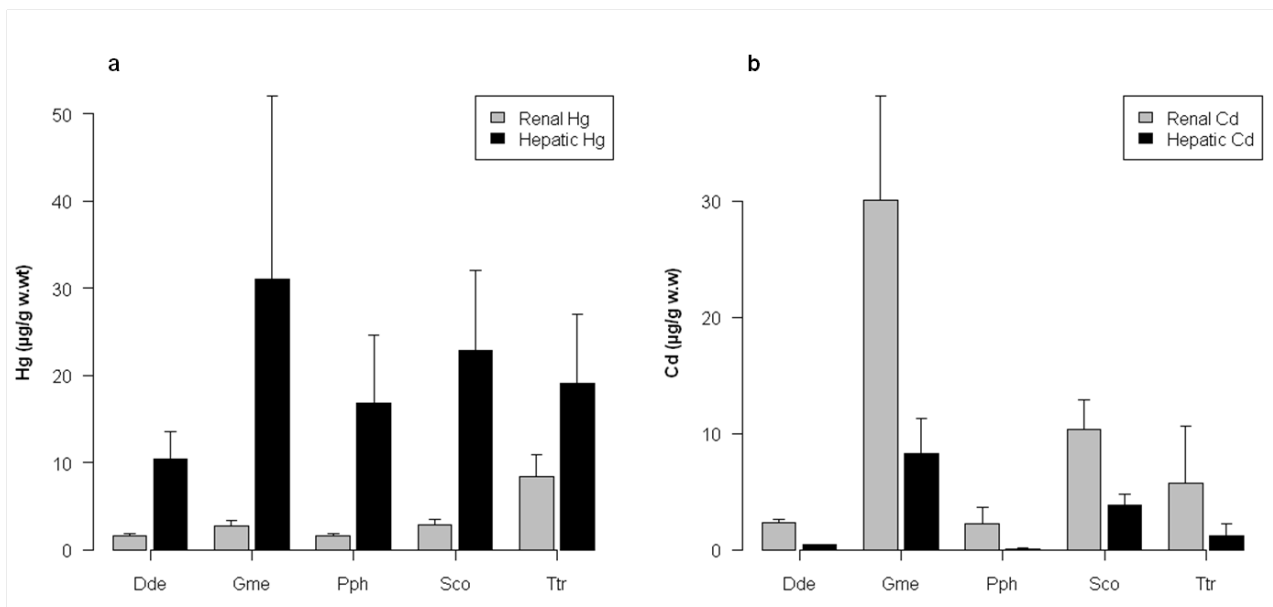 a
Hg (µg/g w.wt)
50
40
30
20
10
0
Renal Hg
Hepatic Hg
Dde Gme Pph Sco Ttr
b
Cd (µg/g w.w)
30
20
10
0
Renal Cd
Hepatic Cd
Dde Gme Pph Sco Ttr